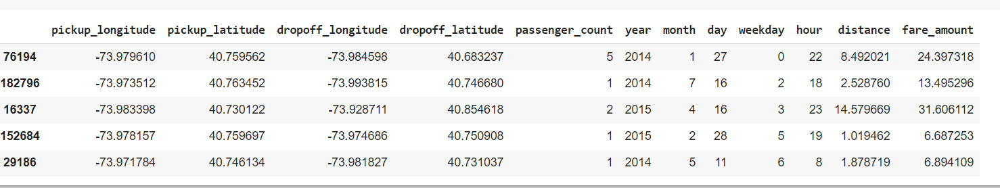 pickup_longitude pickup_latitude dropoff_longitude dropoff_latitude passenger_count year month day weekday hour distance fare_amount
76194 -73.979610 40.759562 -73.984598 40.683237 5 2014 1 27 0 22 8.492021 24.397318
182796 -73.973512 40.763452 -73.993815 40.746680 1 2014 7 16 2 18 2.528760 13.495296
16337 -73.983398 40.730122 -73.928711 40.854618 2 2015 4 16 3 23 14.579669 31.606112
152684 -73.978157 40.759697 -73.974686 40.750908 1 2015 2 28 5 19 1.019462 6.687253
29186 -73.971784 40.746134 -73.981827 40.731037 1 2014 5 11 6 8 1.878719 6.894109